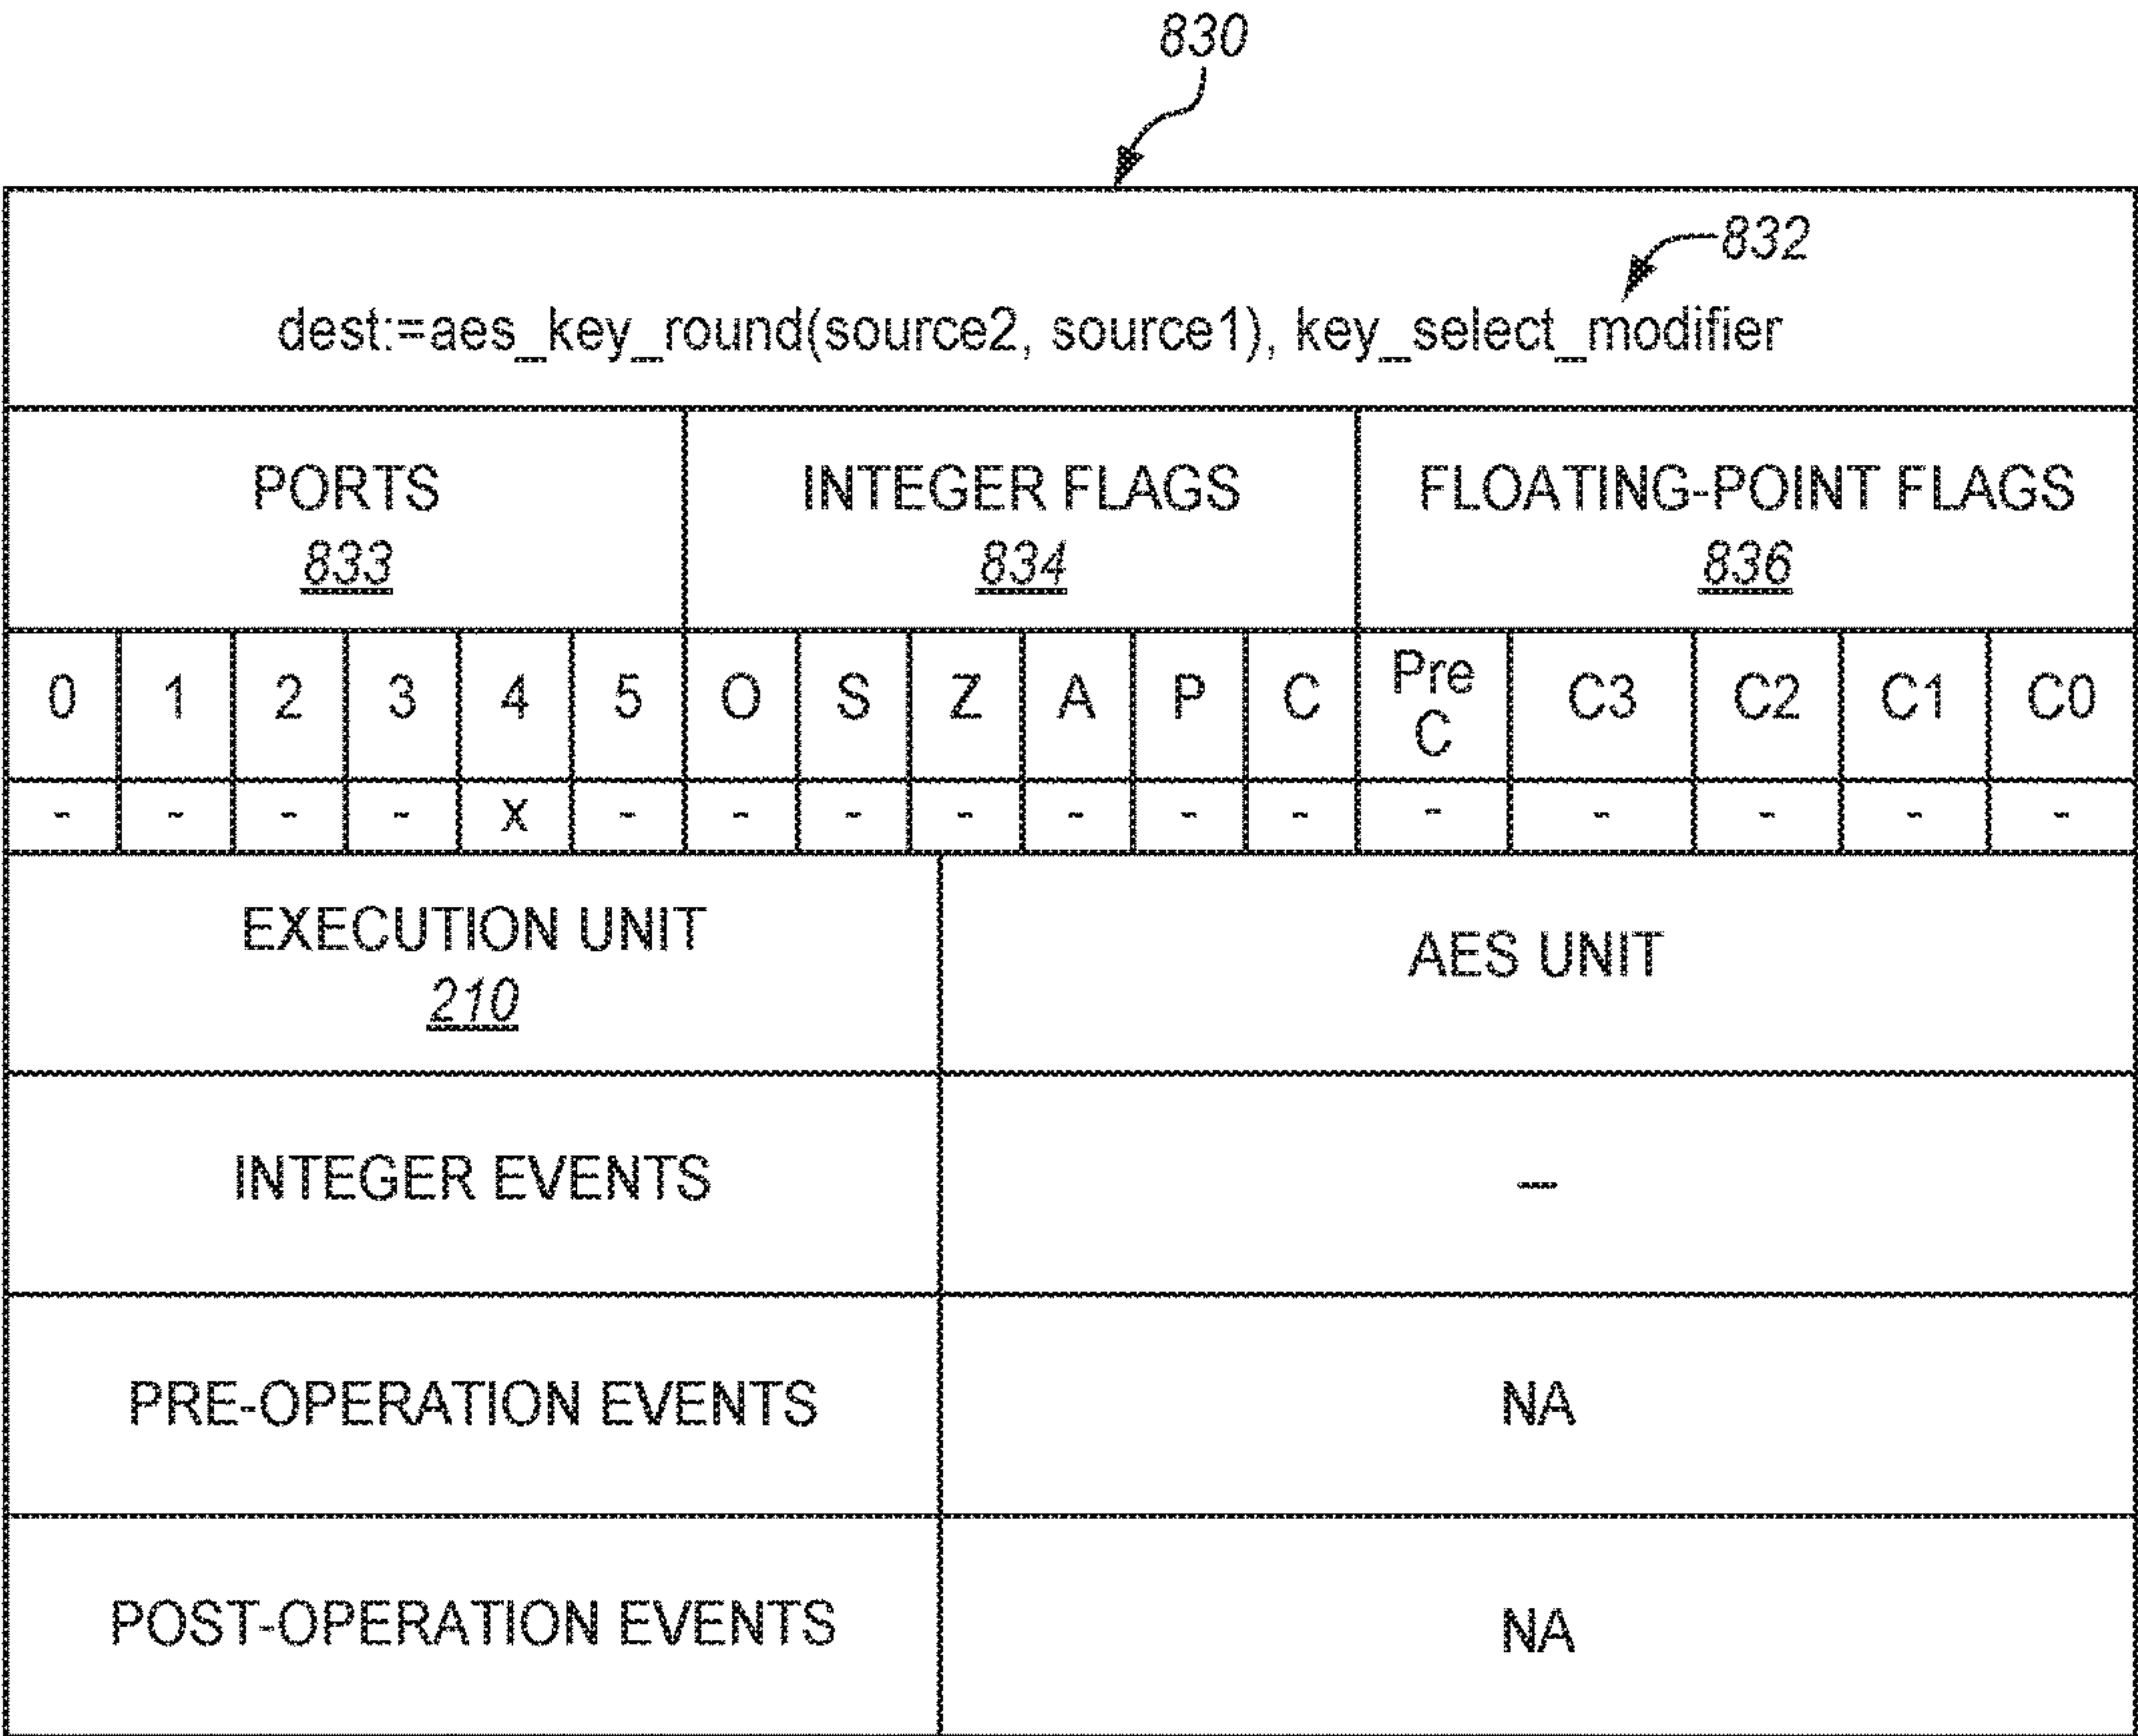 830
832
dest:=aes_key_round(source2, source1), key_select_modifier
PORTS INTEGER FLAGS FLOATING-POINT FLAGS
833 834 836
0 1 2 3 4 5 O S Z A P C Pre C C3 C2 C1 C0
- - - - x - - - - - - - - - - - -
EXECUTION UNIT AES UNIT
210
INTEGER EVENTS –
PRE-OPERATION EVENTS NA
POST-OPERATION EVENTS NA